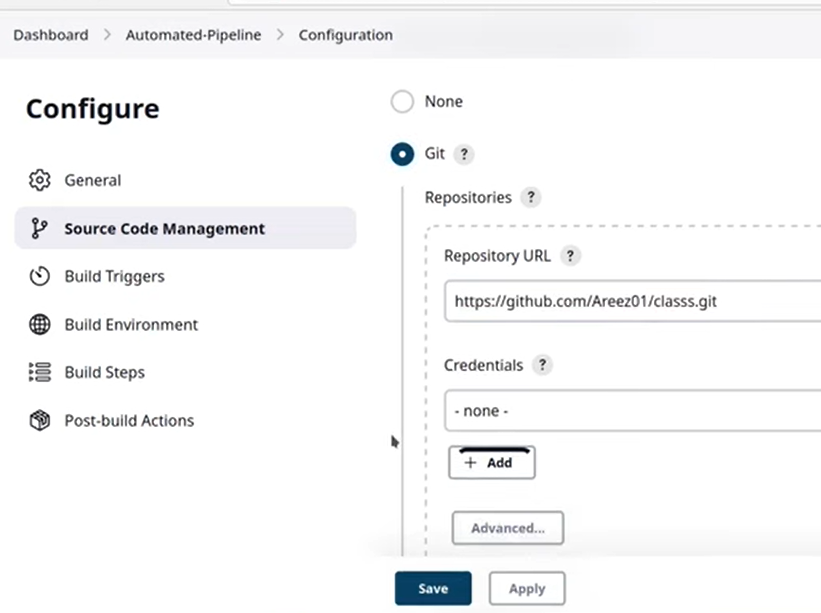 Dashboard > Automated-Pipeline > Configuration
Configure
General
Source Code Management
Build Triggers
Build Environment
Build Steps
Post-build Actions
None
Git ?
Repositories ?
Repository URL ?
https://github.com/Areez01/classs.git
Credentials ?
- none -
+ Add
Advanced...
Save
Apply